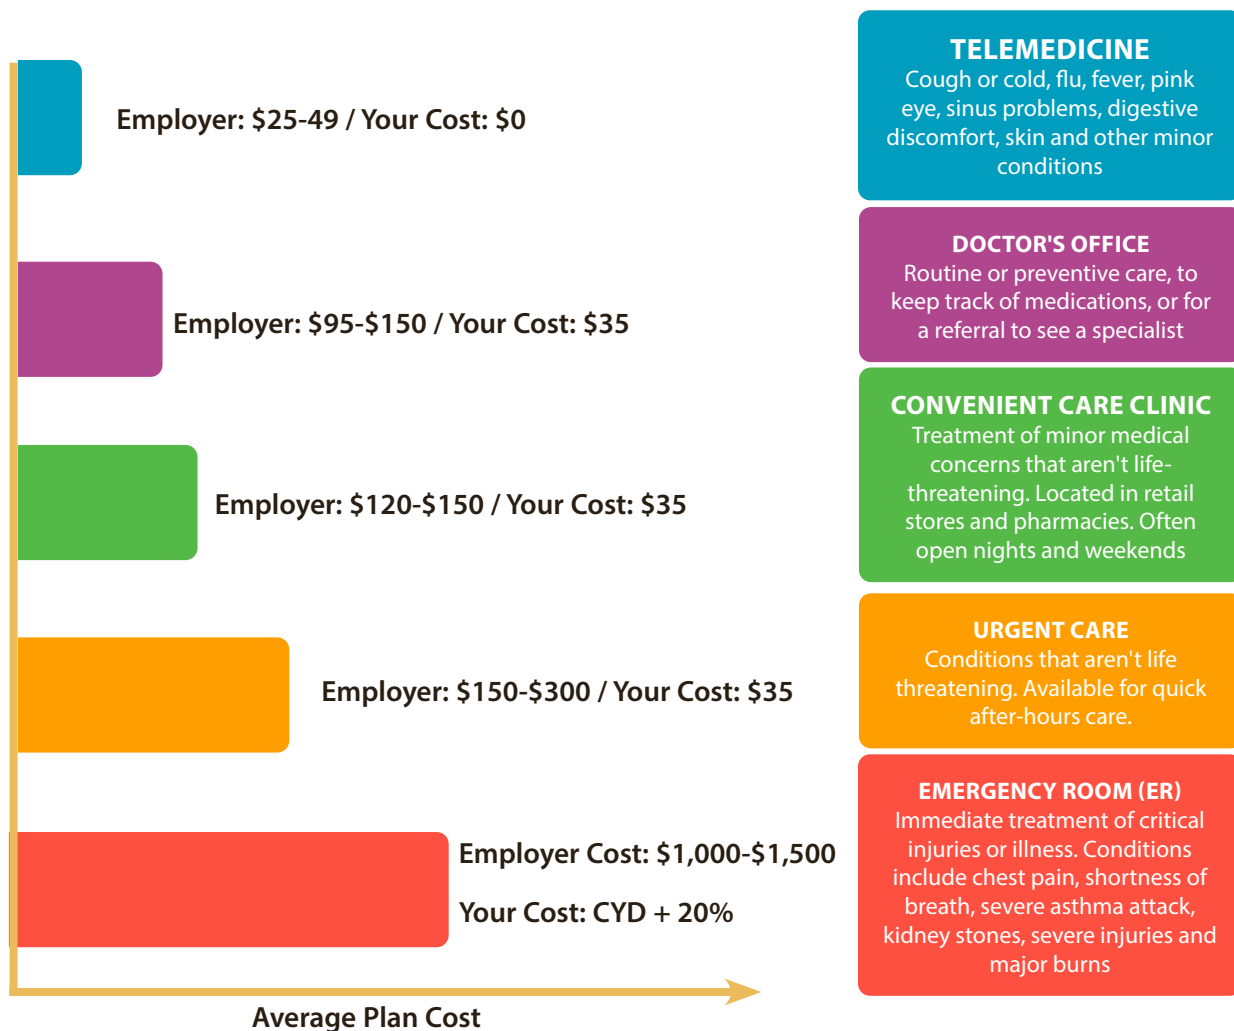 TELEMEDICINE
Cough or cold, flu, fever, pink
eye, sinus problems, digestive
discomfort, skin and other minor
conditions
Employer: $25-49 / Your Cost: $0
DOCTOR'S OFFICE
Routine or preventive care, to
keep track of medications, or for
a referral to see a specialist
Employer: $95-$150 / Your Cost: $35
CONVENIENT CARE CLINIC
Treatment of minor medical
concerns that aren't life-
threatening. Located in retail
stores and pharmacies. Often
open nights and weekends
Employer: $120-$150 / Your Cost: $35
URGENT CARE
Conditions that aren't life
threatening. Available for quick
after-hours care.
Employer: $150-$300 / Your Cost: $35
EMERGENCY ROOM (ER)
Immediate treatment of critical
injuries or illness. Conditions
include chest pain, shortness of
breath, severe asthma attack,
kidney stones, severe injuries and
major burns
Employer Cost: $1,000-$1,500
Your Cost: CYD + 20%
Average Plan Cost